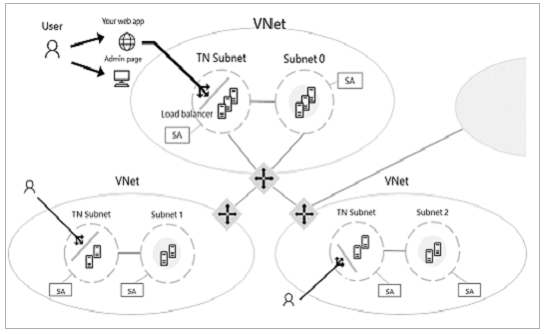 VNet
User
Your web app
Admin page
TN Subnet
Subnet 0
SA
Load balancer
SA
VNet
TN Subnet
Subnet 1
SA
SA
VNet
TN Subnet
Subnet 2
SA
SA